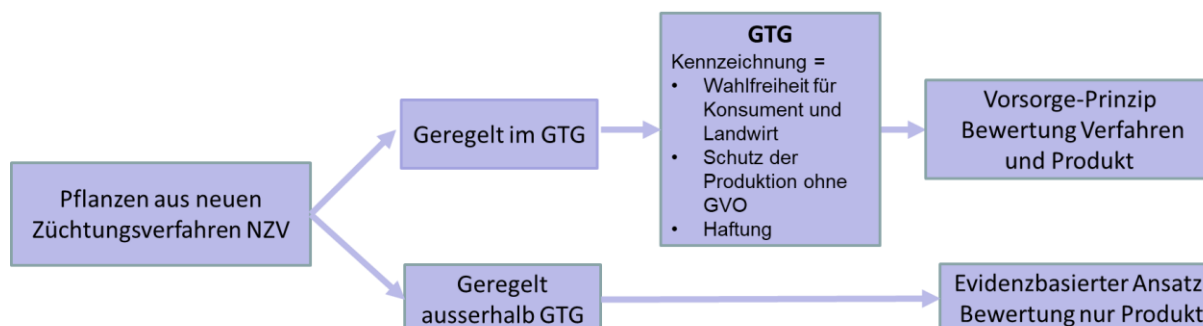 Pflanzen aus neuen
Züchtungsverfahren NZV
Geregelt im GTG
GTG
Kennzeichnung =
• Wahlfreiheit für
Konsument und
Landwirt
• Schutz der
Produktion ohne
GVO
• Haftung
Vorsorge-Prinzip
Bewertung Verfahren
und Produkt
Geregelt
ausserhalb GTG
Evidenzbasierter Ansatz
Bewertung nur Produkt